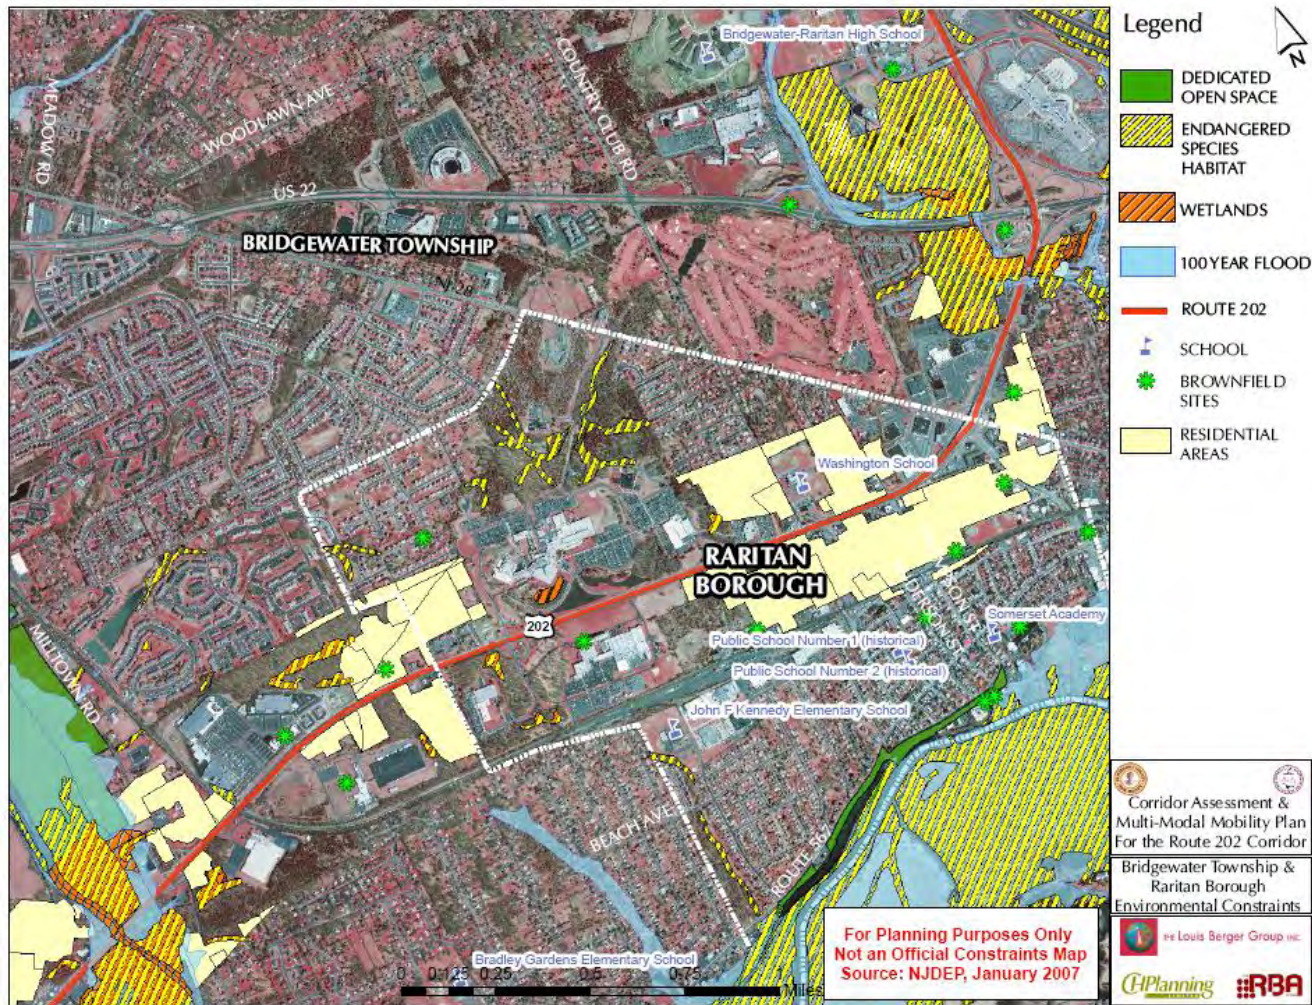 Bridgewater-Raritan High School
COUNTRY CLUB RD
MEADOW RD
WOODLAWN AVE
US 22
BRIDGEWATER TOWNSHIP
N 28
Washington School
RARITAN
BOROUGH
202
Somerset Academy
Public School Number 1 (historical)
Public School Number 2 (historical)
MILLTOWN RD
John F Kennedy Elementary School
BEACH AVE
ROUTE 567
Bradley Gardens Elementary School
0 0.125 0.25 0.5 0.75 1
Miles
For Planning Purposes Only
Not an Official Constraints Map
Source: NJDEP, January 2007
Legend
N
DEDICATED
OPEN SPACE
ENDANGERED
SPECIES
HABITAT
WETLANDS
100 YEAR FLOOD
ROUTE 202
SCHOOL
BROWNFIELD
SITES
RESIDENTIAL
AREAS
Corridor Assessment &
Multi-Modal Mobility Plan
For the Route 202 Corridor
Bridgewater Township &
Raritan Borough
Environmental Constraints
THE Louis Berger Group INC.
CHPlanning
RBA